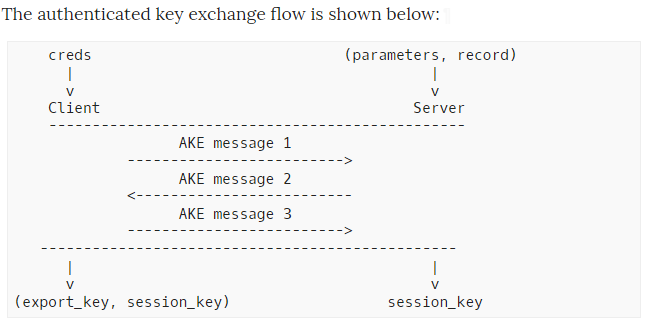 The authenticated key exchange flow is shown below:
creds (parameters, record)
| |
v v
Client Server
--------------------------------------------------
AKE message 1
-------------------------->
AKE message 2
<--------------------------
AKE message 3
-------------------------->
--------------------------------------------------
| |
v v
(export_key, session_key) session_key